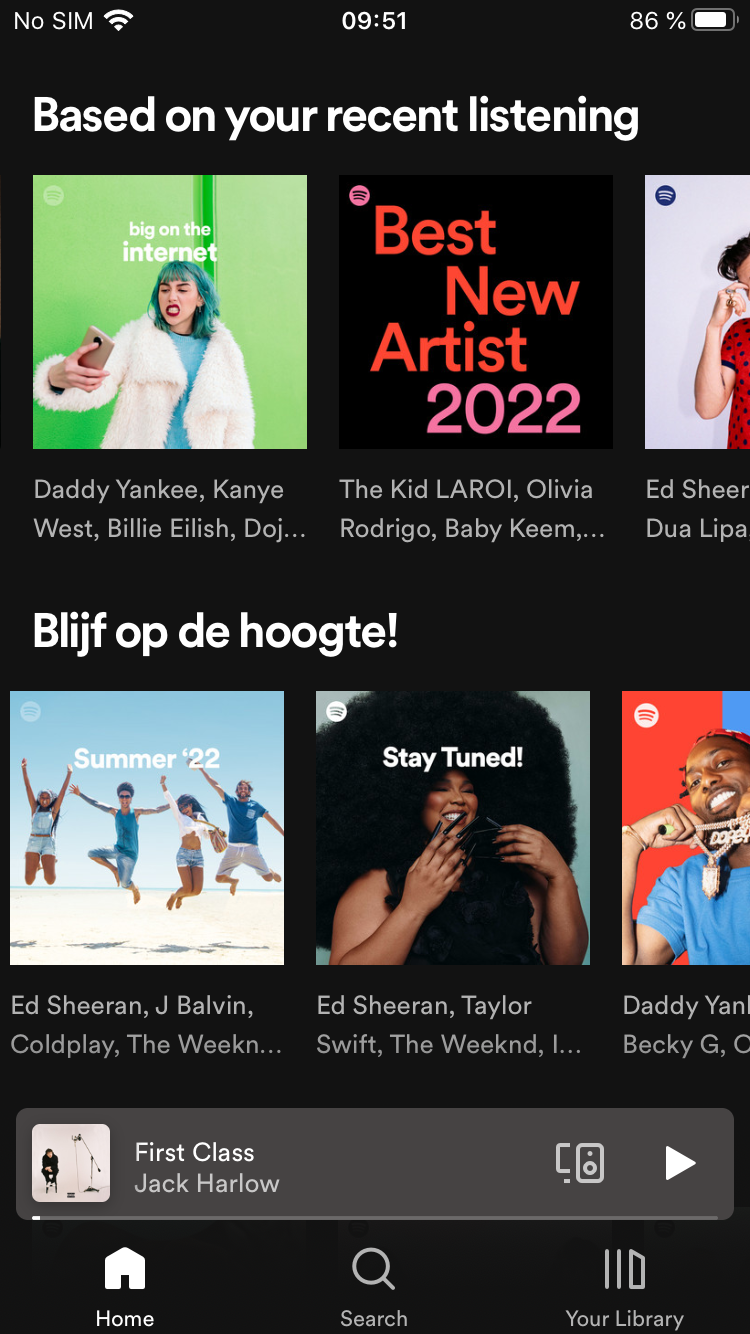 No SIM 09:51 86 %
Based on your recent listening
big on the
internet
Best
New
Artist
2022
Daddy Yankee, Kanye
West, Billie Eilish, Doj...
The Kid LAROI, Olivia
Rodrigo, Baby Keem,...
Ed Sheer
Dua Lipa,
Blijf op de hoogte!
Summer ‘22
Stay Tuned!
Ed Sheeran, J Balvin,
Coldplay, The Weekn...
Ed Sheeran, Taylor
Swift, The Weeknd, I...
Daddy Yan
Becky G,
First Class
Jack Harlow
Home
Search
Your Library